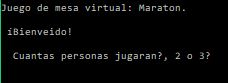 Juego de mesa virtual: Maraton.
¡Bienveido!
Cuantas personas jugaran?, 2 o 3?